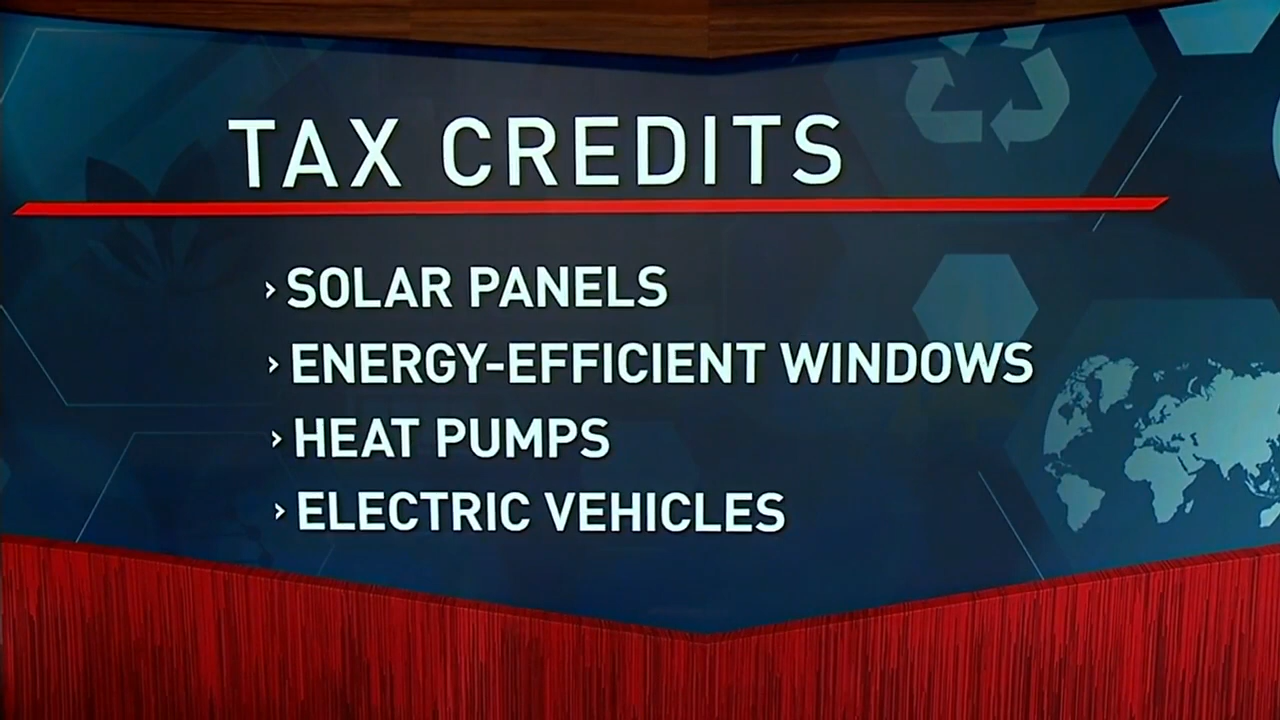 TAX CREDITS
› SOLAR PANELS
› ENERGY-EFFICIENT WINDOWS
› HEAT PUMPS
› ELECTRIC VEHICLES